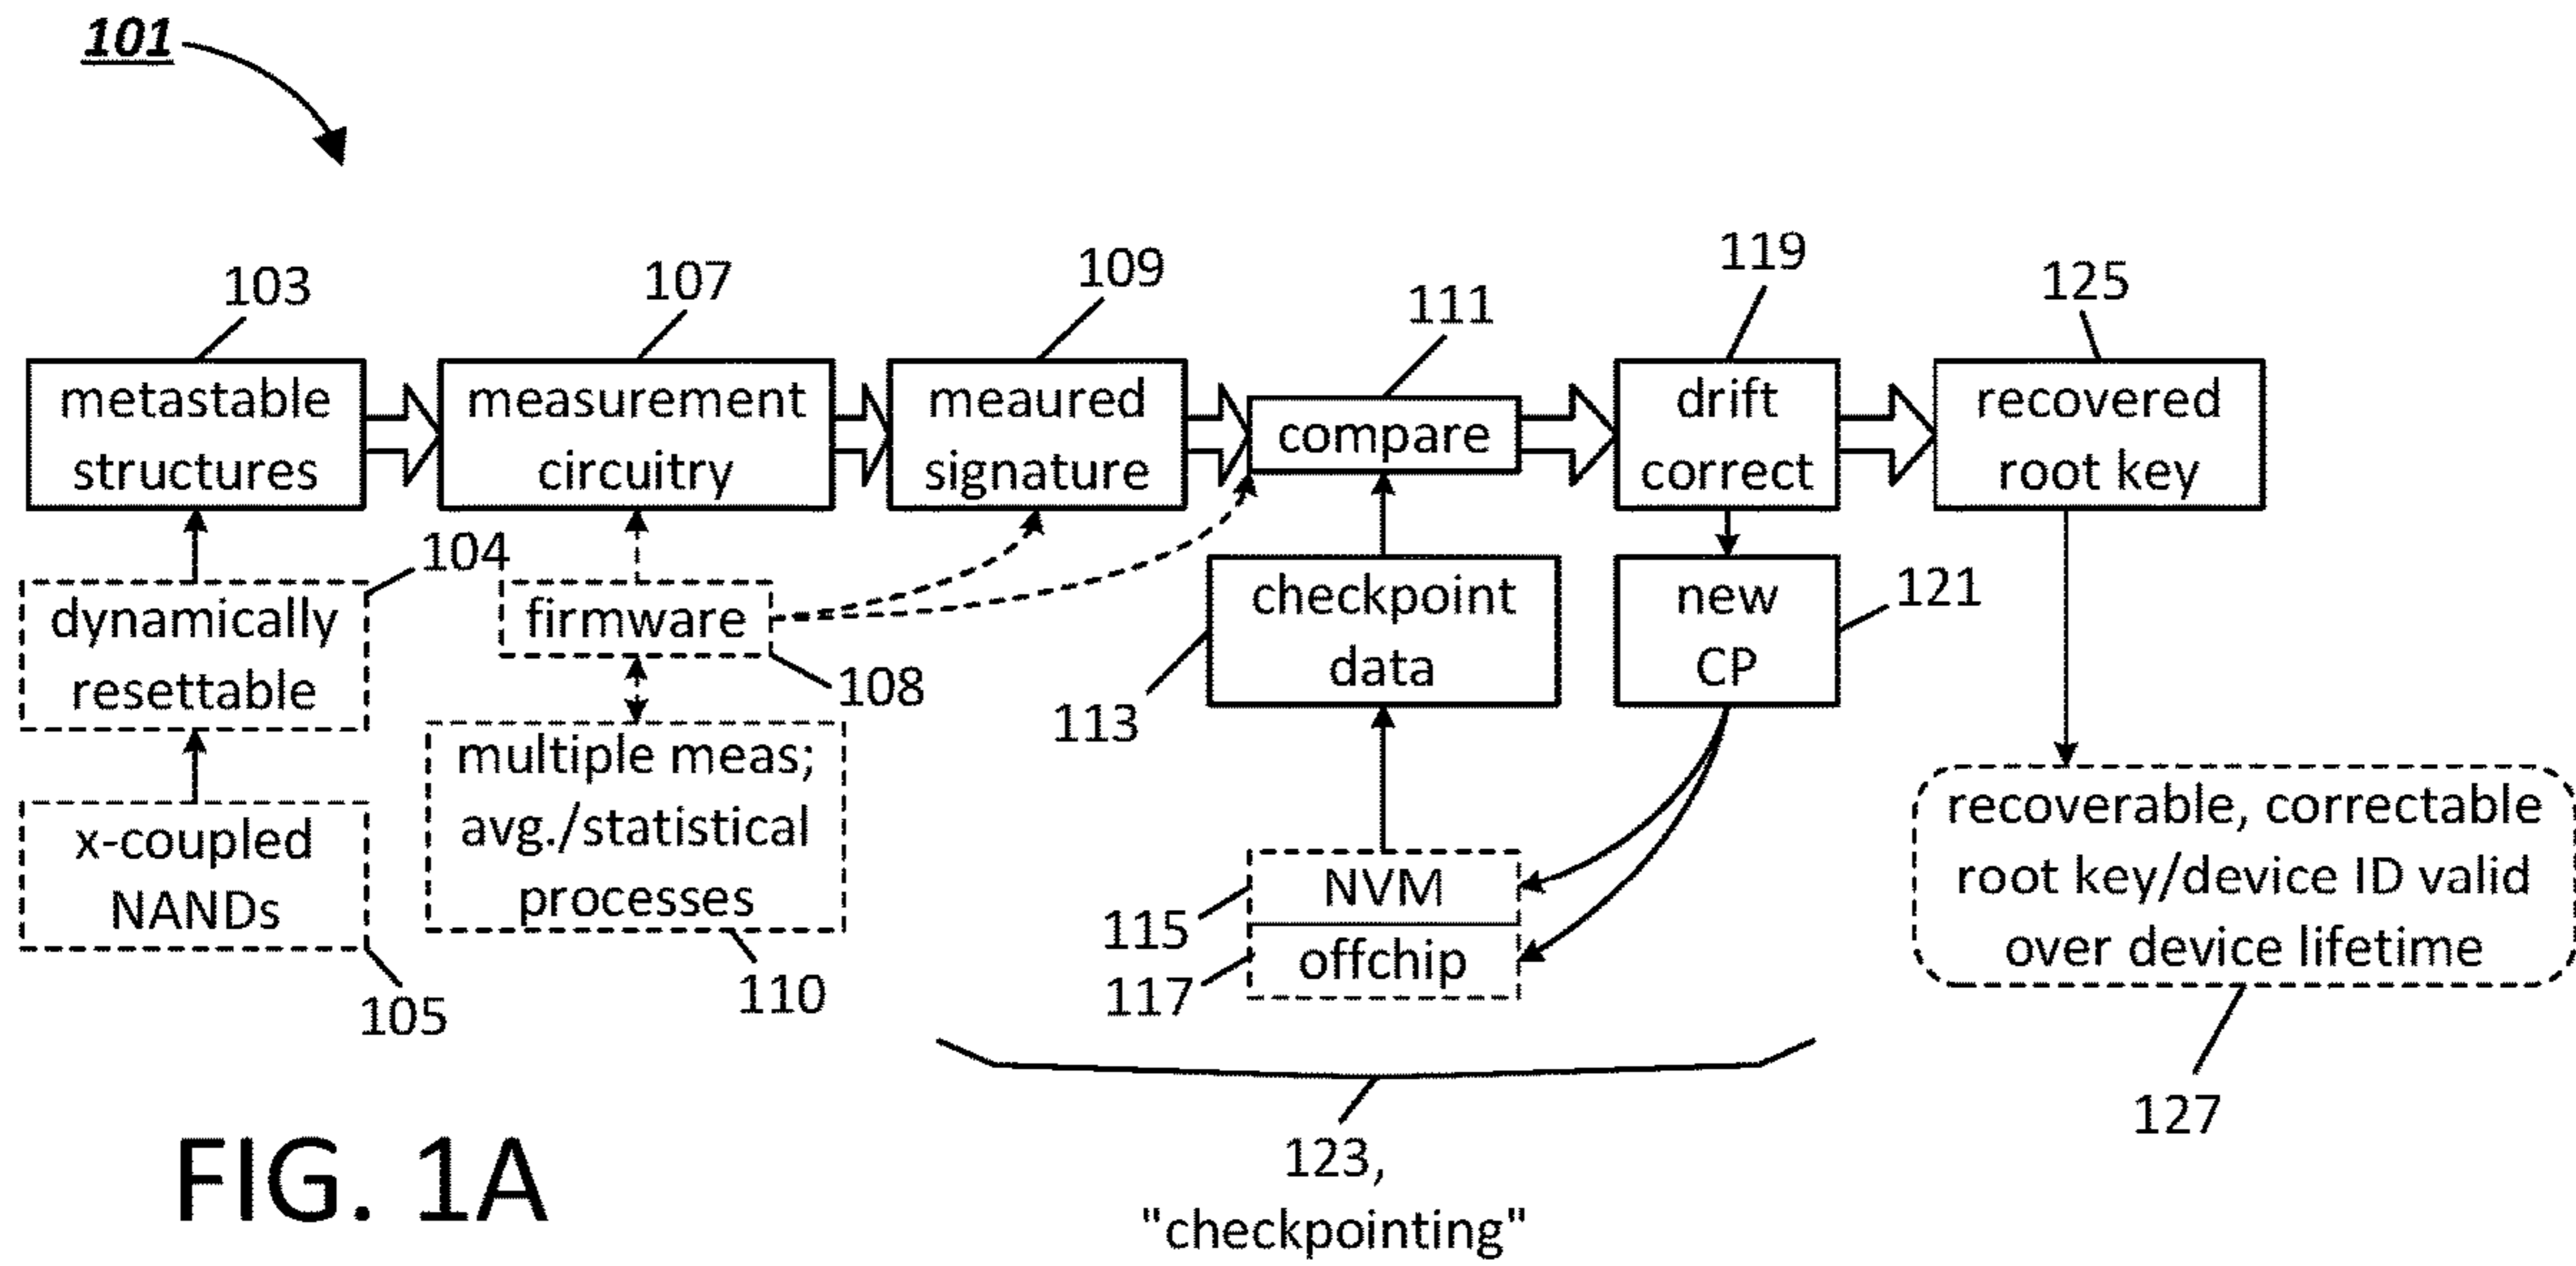 101
103
107
109
111
119
125
metastable
structures
measurement
circuitry
meaured
signature
compare
drift
correct
recovered
root key
104
dynamically
resettable
firmware
108
checkpoint
data
113
new
CP
121
x-coupled
NANDs
105
multiple meas;
avg./statistical
processes
110
NVM
115
offchip
117
recoverable, correctable
root key/device ID valid
over device lifetime
127
123,
"checkpointing"
FIG. 1A